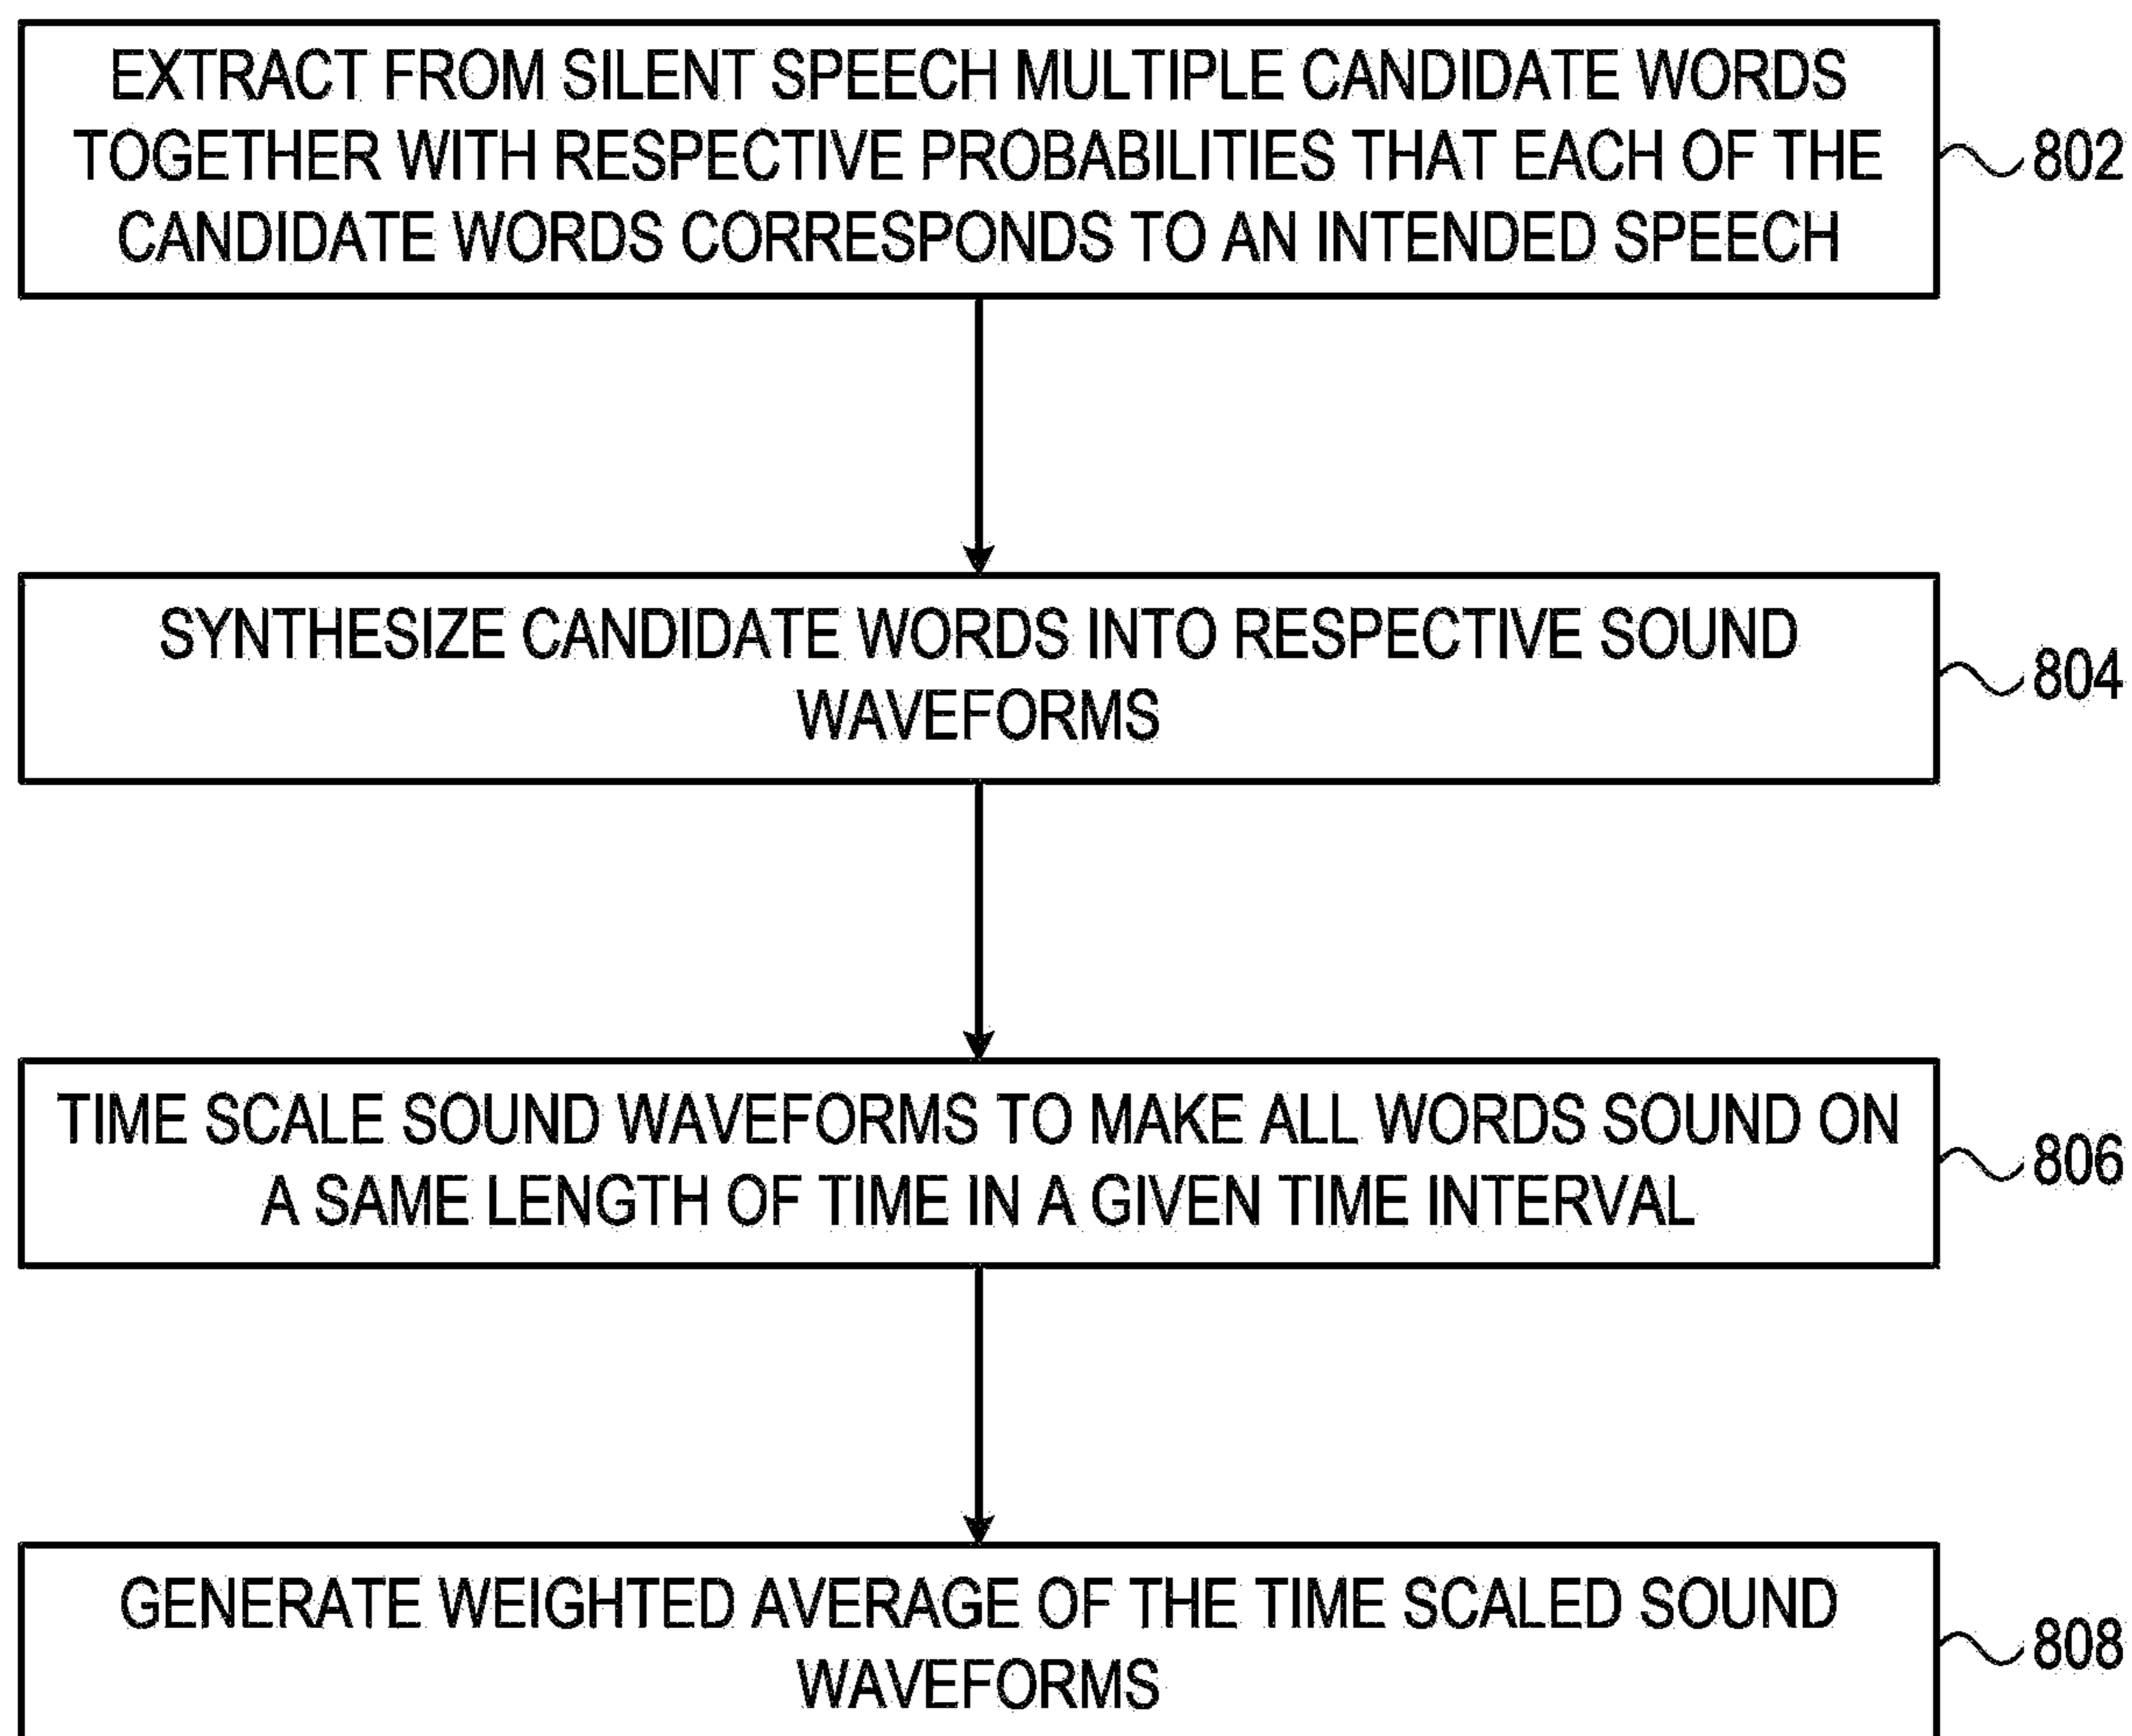 EXTRACT FROM SILENT SPEECH MULTIPLE CANDIDATE WORDS
TOGETHER WITH RESPECTIVE PROBABILITIES THAT EACH OF THE
CANDIDATE WORDS CORRESPONDS TO AN INTENDED SPEECH
802
SYNTHESIZE CANDIDATE WORDS INTO RESPECTIVE SOUND
WAVEFORMS
804
TIME SCALE SOUND WAVEFORMS TO MAKE ALL WORDS SOUND ON
A SAME LENGTH OF TIME IN A GIVEN TIME INTERVAL
806
GENERATE WEIGHTED AVERAGE OF THE TIME SCALED SOUND
WAVEFORMS
808